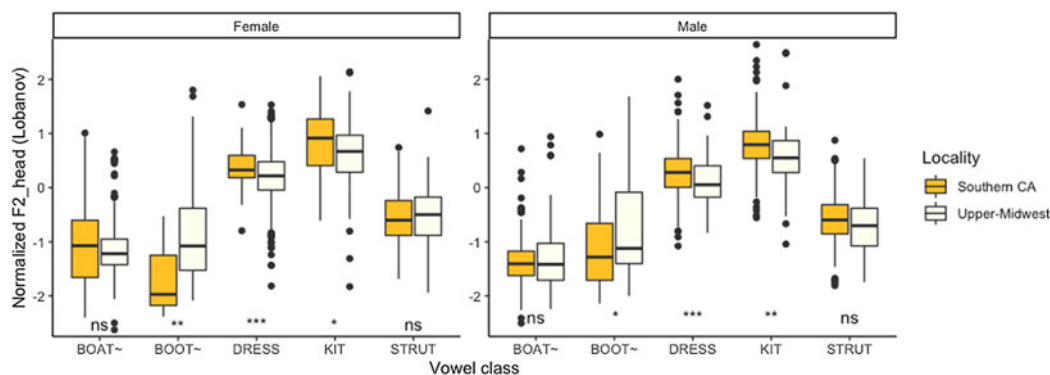 Female Male
Normalized F2_head (Lobanov)
2 2
1 1
0 0
-1 -1
-2 -2
ns ** *** * ns ns * *** ** ns
BOAT~ BOOT~ DRESS KIT STRUT BOAT~ BOOT~ DRESS KIT STRUT
Vowel class
Locality
Southern CA
Upper-Midwest